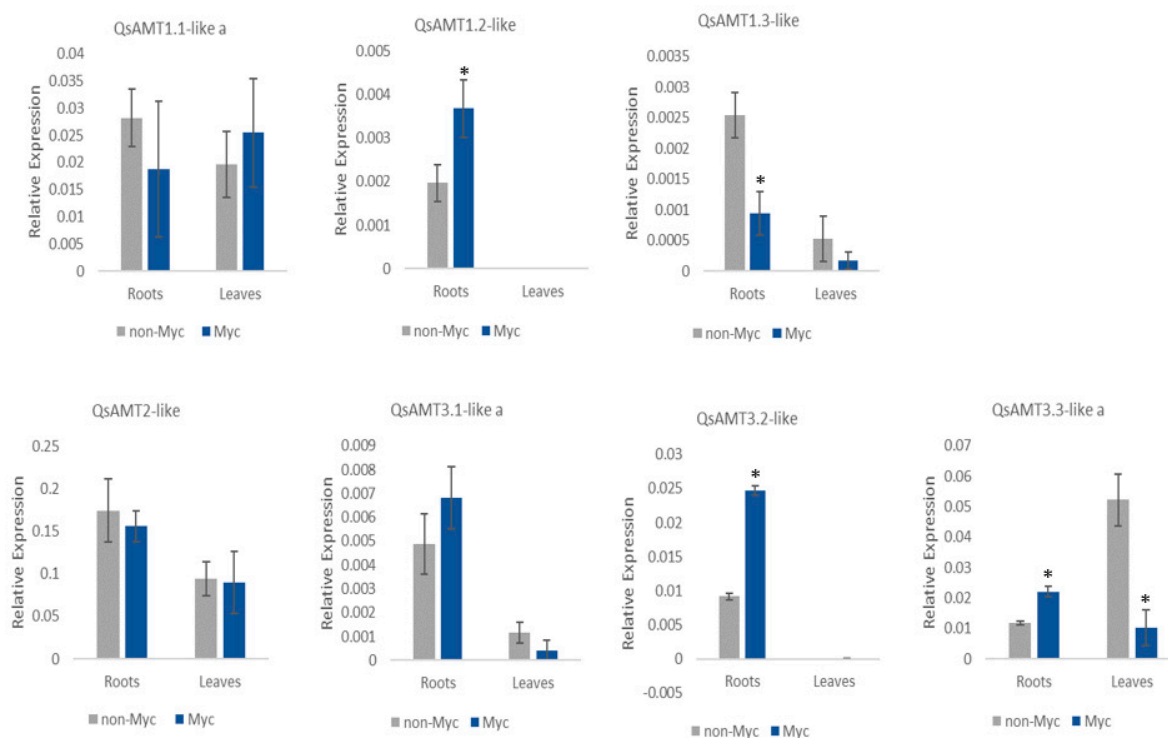 QsAMT1.1-like a
Relative Expression
0.04
0.035
0.03
0.025
0.02
0.015
0.01
0.005
0
Roots Leaves
non-Myc Myc
QsAMT1.2-like
Relative Expression
0.005
0.004
0.003
0.002
0.001
0
*
Roots Leaves
non-Myc Myc
QsAMT1.3-like
Relative Expression
0.0035
0.003
0.0025
0.002
0.0015
0.001
0.0005
0
*
Roots Leaves
non-Myc Myc
QsAMT2-like
Relative Expression
0.25
0.2
0.15
0.1
0.05
0
Roots Leaves
non-Myc Myc
QsAMT3.1-like a
Relative Expression
0.009
0.008
0.007
0.006
0.005
0.004
0.003
0.002
0.001
0
Roots Leaves
non-Myc Myc
QsAMT3.2-like
Relative Expression
0.03
0.025
0.02
0.015
0.01
0.005
0
-0.005
*
Roots Leaves
non-Myc Myc
QsAMT3.3-like a
Relative Expression
0.07
0.06
0.05
0.04
0.03
0.02
0.01
0
*
*
Roots Leaves
non-Myc Myc